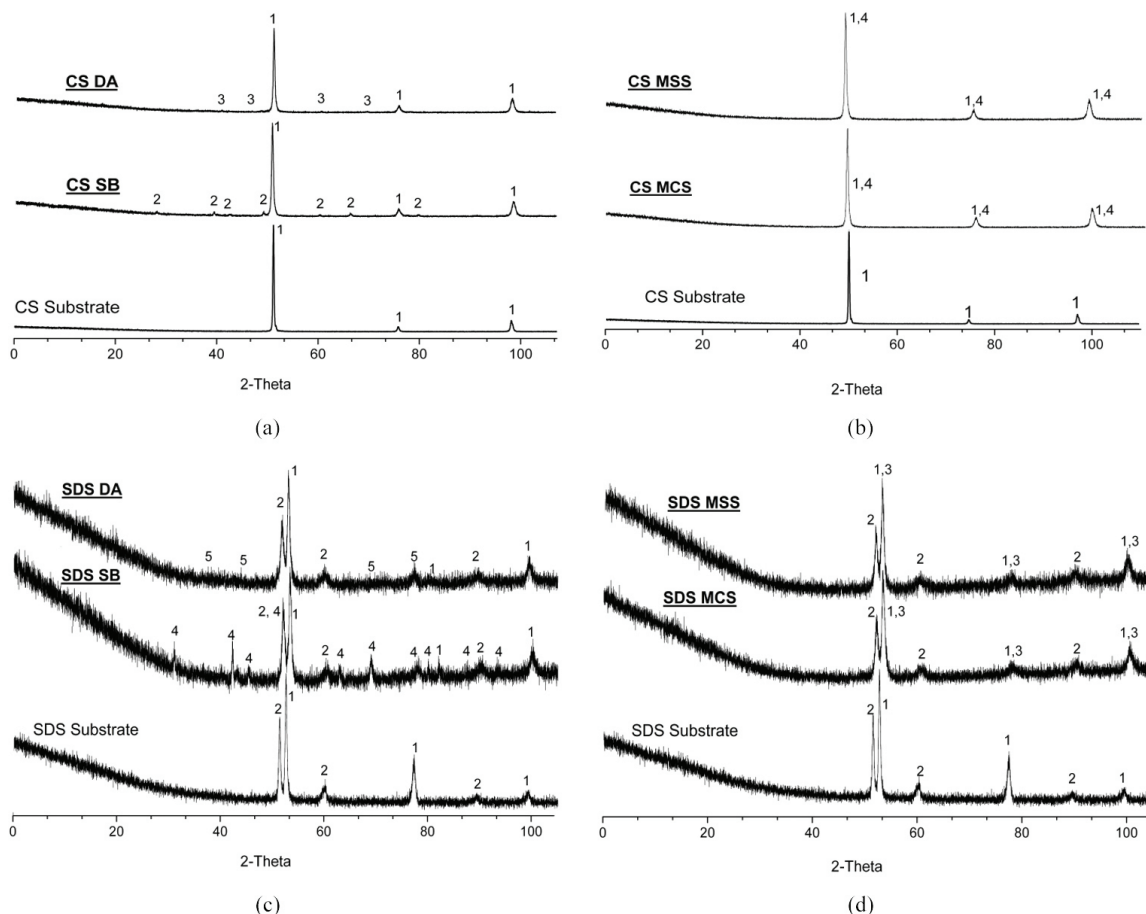 1
CS DA
3 3 3 3 1 1
1
CS SB
2 2 2 2 2 2 1 2 1
1
CS Substrate
1 1
0 20 40 60 80 100
2-Theta
(a)
1,4
CS MSS
1,4 1,4
CS MCS
1,4
1,4 1,4
CS Substrate
1
1 1
0 20 40 60 80 100
2-Theta
(b)
1
SDS DA
2
5 5 2 5 5 1 2 1
SDS SB
2, 4 1
4 4 4 2 4 4 4 4 1 4 2 4 1
SDS Substrate
2 1
2 1 2 1
0 20 40 60 80 100
2-Theta
(c)
1,3
SDS MSS
2
2 1,3 2 1,3
SDS MCS
2 1,3
2 1,3 2 1,3
SDS Substrate
2 1
2 1 2 1
0 20 40 60 80 100
2-Theta
(d)